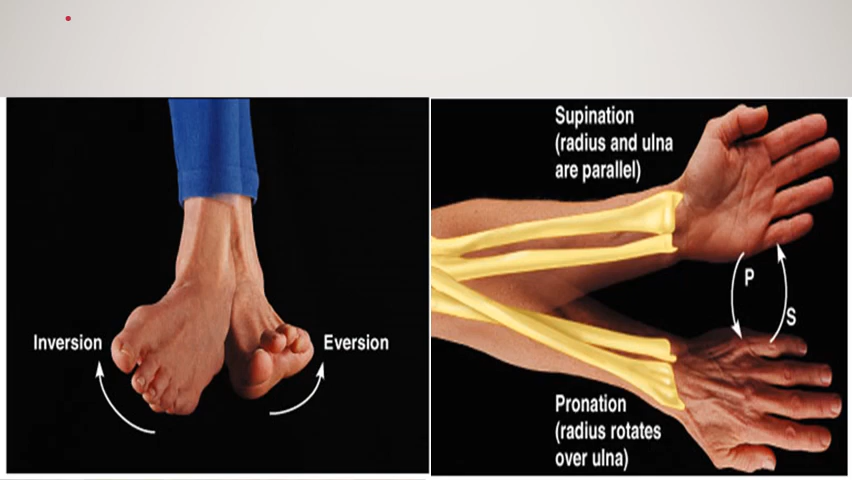 Inversion
Eversion
Supination
(radius and ulna
are parallel)
P
S
Pronation
(radius rotates
over ulna)